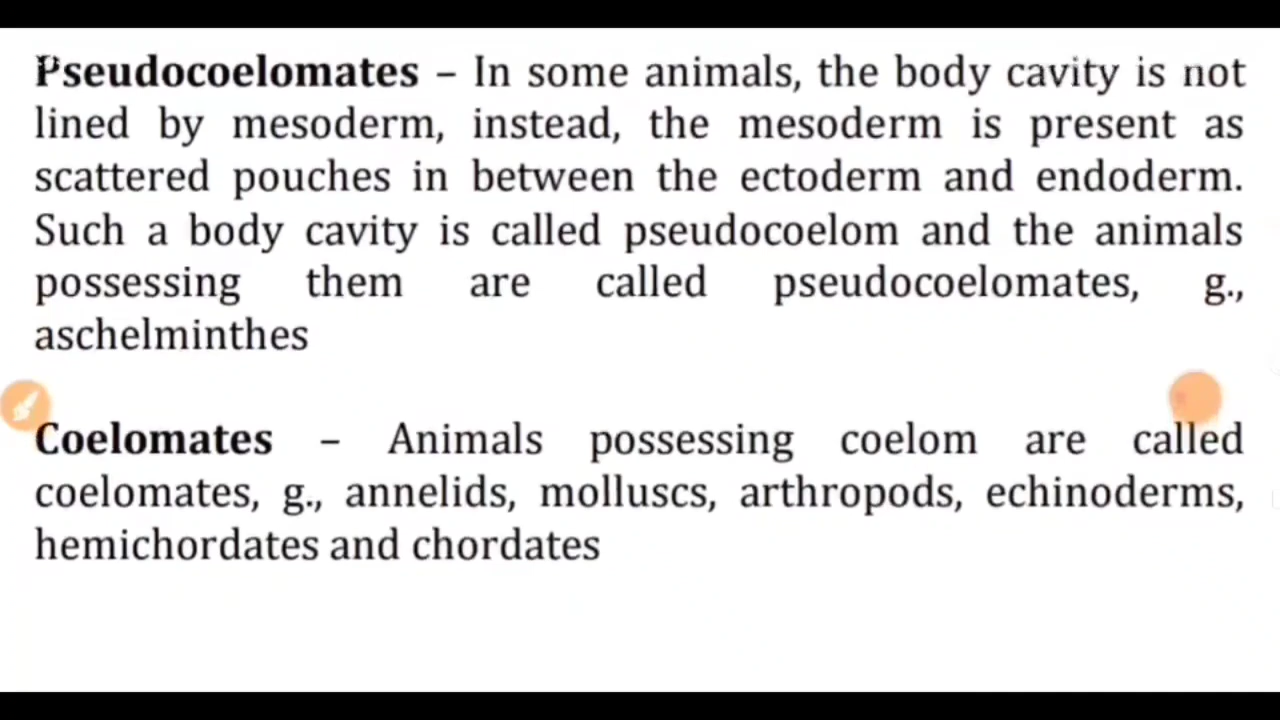 Pseudocoelomates – In some animals, the body cavity is not
lined by mesoderm, instead, the mesoderm is present as
scattered pouches in between the ectoderm and endoderm.
Such a body cavity is called pseudocoelom and the animals
possessing them are called pseudocoelomates, g.,
aschelminthes
Coelomates – Animals possessing coelom are called
coelomates, g., annelids, molluscs, arthropods, echinoderms,
hemichordates and chordates